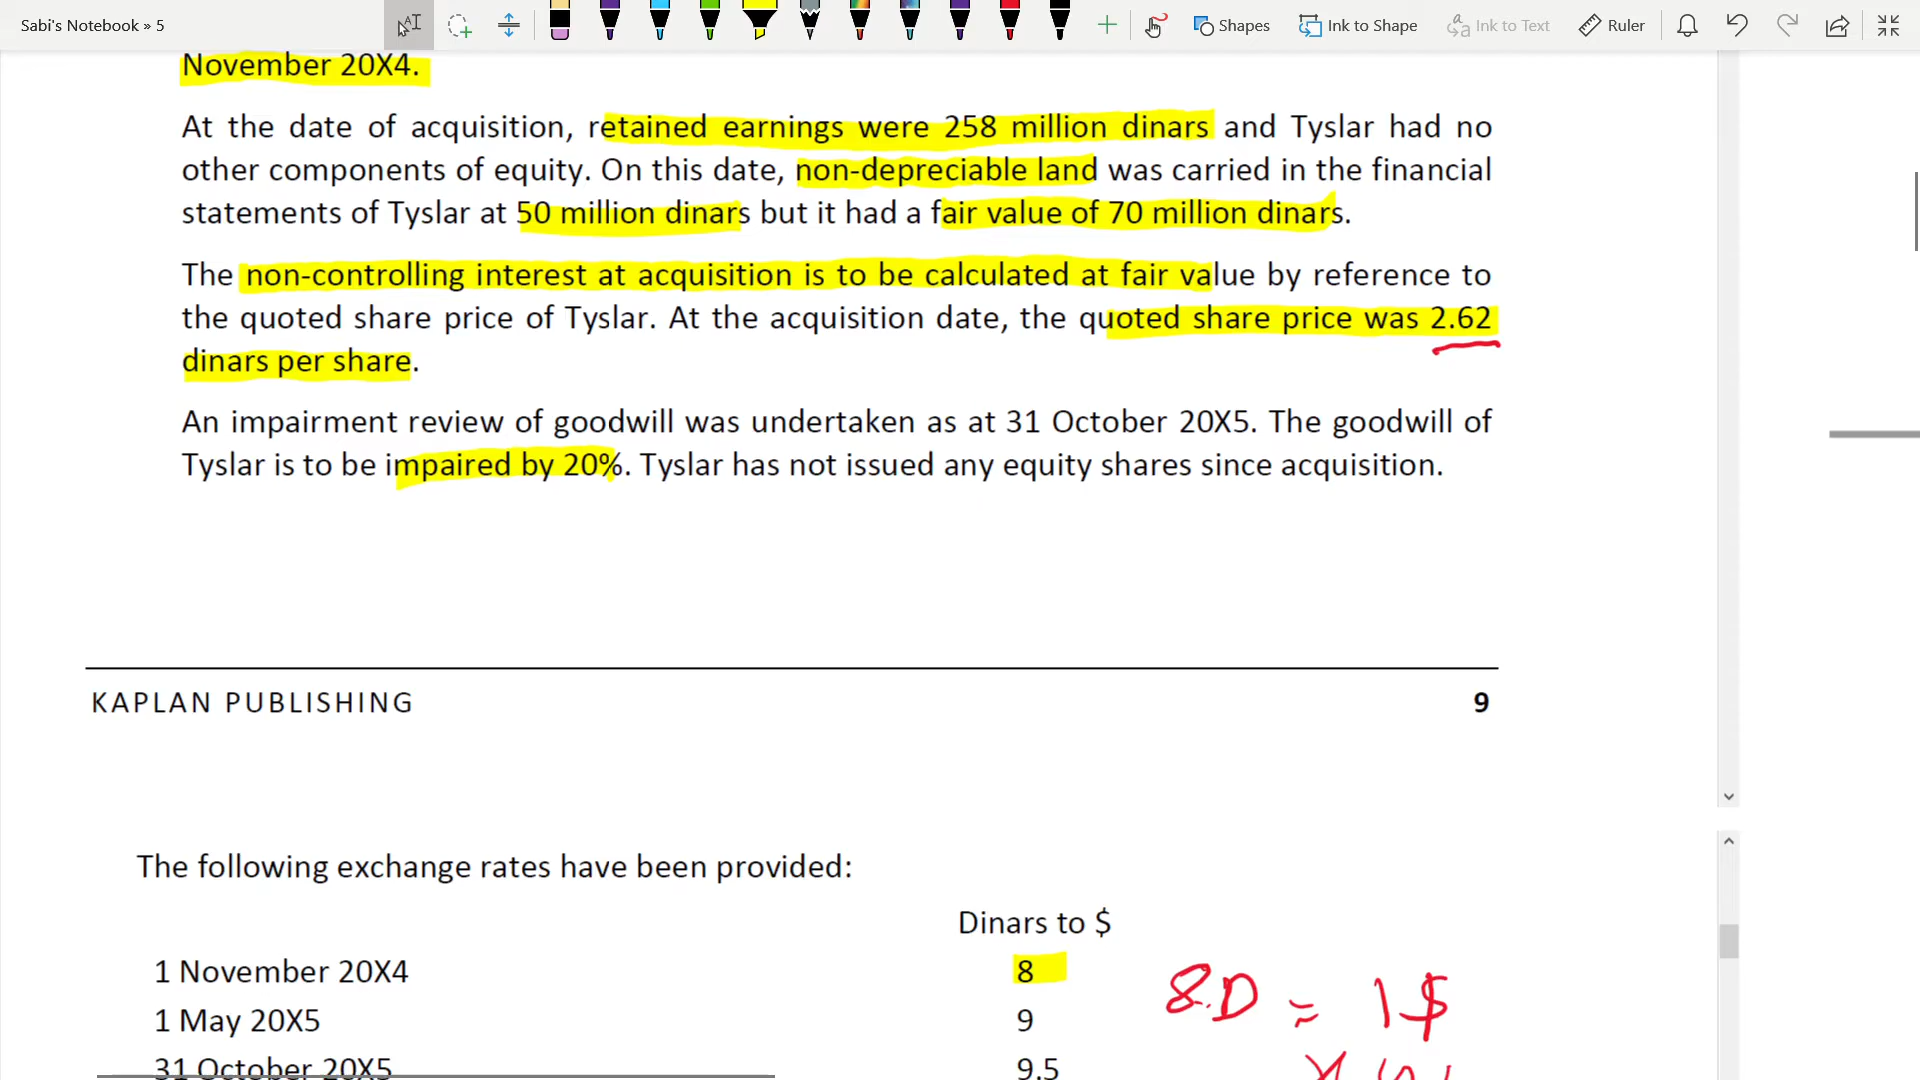 Sabi's Notebook » 5
Shapes
Ink to Shape
Ink to Text
Ruler
November 20X4.
At the date of acquisition, retained earnings were 258 million dinars and Tyslar had no
other components of equity. On this date, non-depreciable land was carried in the financial
statements of Tyslar at 50 million dinars but it had a fair value of 70 million dinars.
The non-controlling interest at acquisition is to be calculated at fair value by reference to
the quoted share price of Tyslar. At the acquisition date, the quoted share price was 2.62
dinars per share.
An impairment review of goodwill was undertaken as at 31 October 20X5. The goodwill of
Tyslar is to be impaired by 20%. Tyslar has not issued any equity shares since acquisition.
KAPLAN PUBLISHING 9
The following exchange rates have been provided:
Dinars to $
1 November 20X4 8
8.D = 1$
1 May 20X5 9
31 October 20X5 9.5